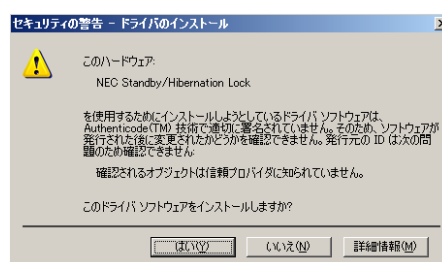 セキュリティの警告 - ドライバのインストール
このハードウェア:
NEC Standby/Hibernation Lock
を使用するためにインストールしようとしているドライバ ソフトウェアは、
Authenticode(TM) 技術で適切に署名されていません。そのため、ソフトウェアが
発行された後に変更されたかどうかを確認できません。発行元の ID は次の問
題のため確認できません:
確認されるオブジェクトは信頼プロバイダに知られていません。
このドライバ ソフトウェアをインストールしますか?
はい(Y)
いいえ(N)
詳細情報(M)